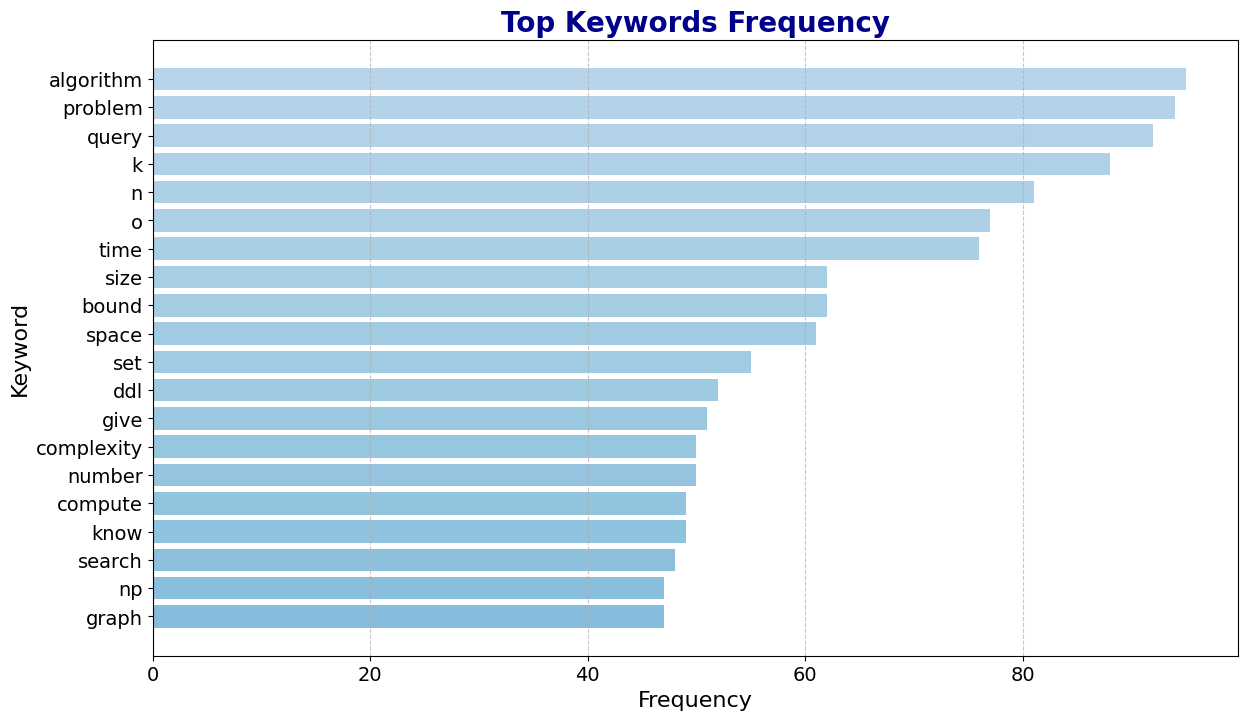 Top Keywords Frequency
Keyword
algorithm
problem
query
k
n
o
time
size
bound
space
set
ddl
give
complexity
number
compute
know
search
np
graph
0 20 40 60 80
Frequency